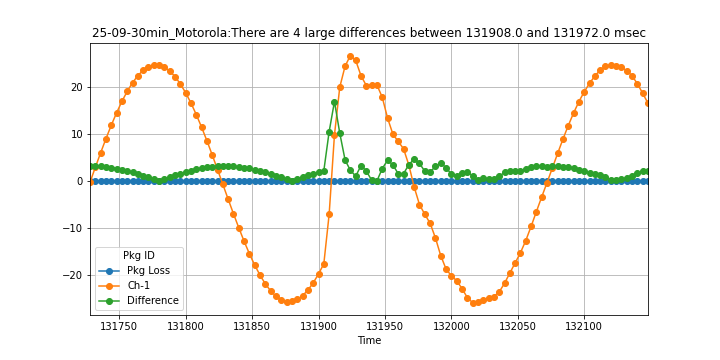 25-09-30min_Motorola:There are 4 large differences between 131908.0 and 131972.0 msec
20
10
0
−10
−20
Pkg ID
Pkg Loss
Ch-1
Difference
131750 131800 131850 131900 131950 132000 132050 132100
Time